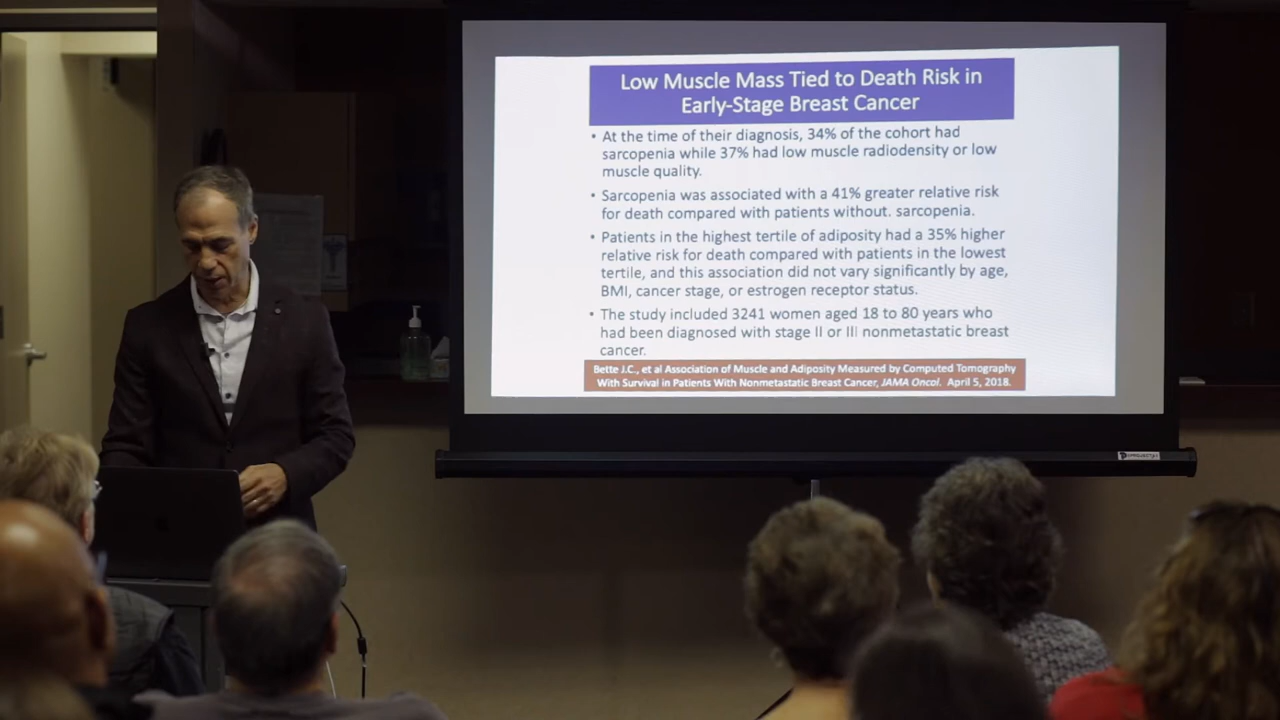 Low Muscle Mass Tied to Death Risk in
Early-Stage Breast Cancer
• At the time of their diagnosis, 34% of the cohort had
sarcopenia while 37% had low muscle radiodensity or low
muscle quality.
• Sarcopenia was associated with a 41% greater relative risk
for death compared with patients without. sarcopenia.
• Patients in the highest tertile of adiposity had a 35% higher
relative risk for death compared with patients in the lowest
tertile, and this association did not vary significantly by age,
BMI, cancer stage, or estrogen receptor status.
• The study included 3241 women aged 18 to 80 years who
had been diagnosed with stage II or III nonmetastatic breast
cancer.
Bette J.C., et al Association of Muscle and Adiposity Measured by Computed Tomography
With Survival in Patients With Nonmetastatic Breast Cancer, JAMA Oncol. April 5, 2018.